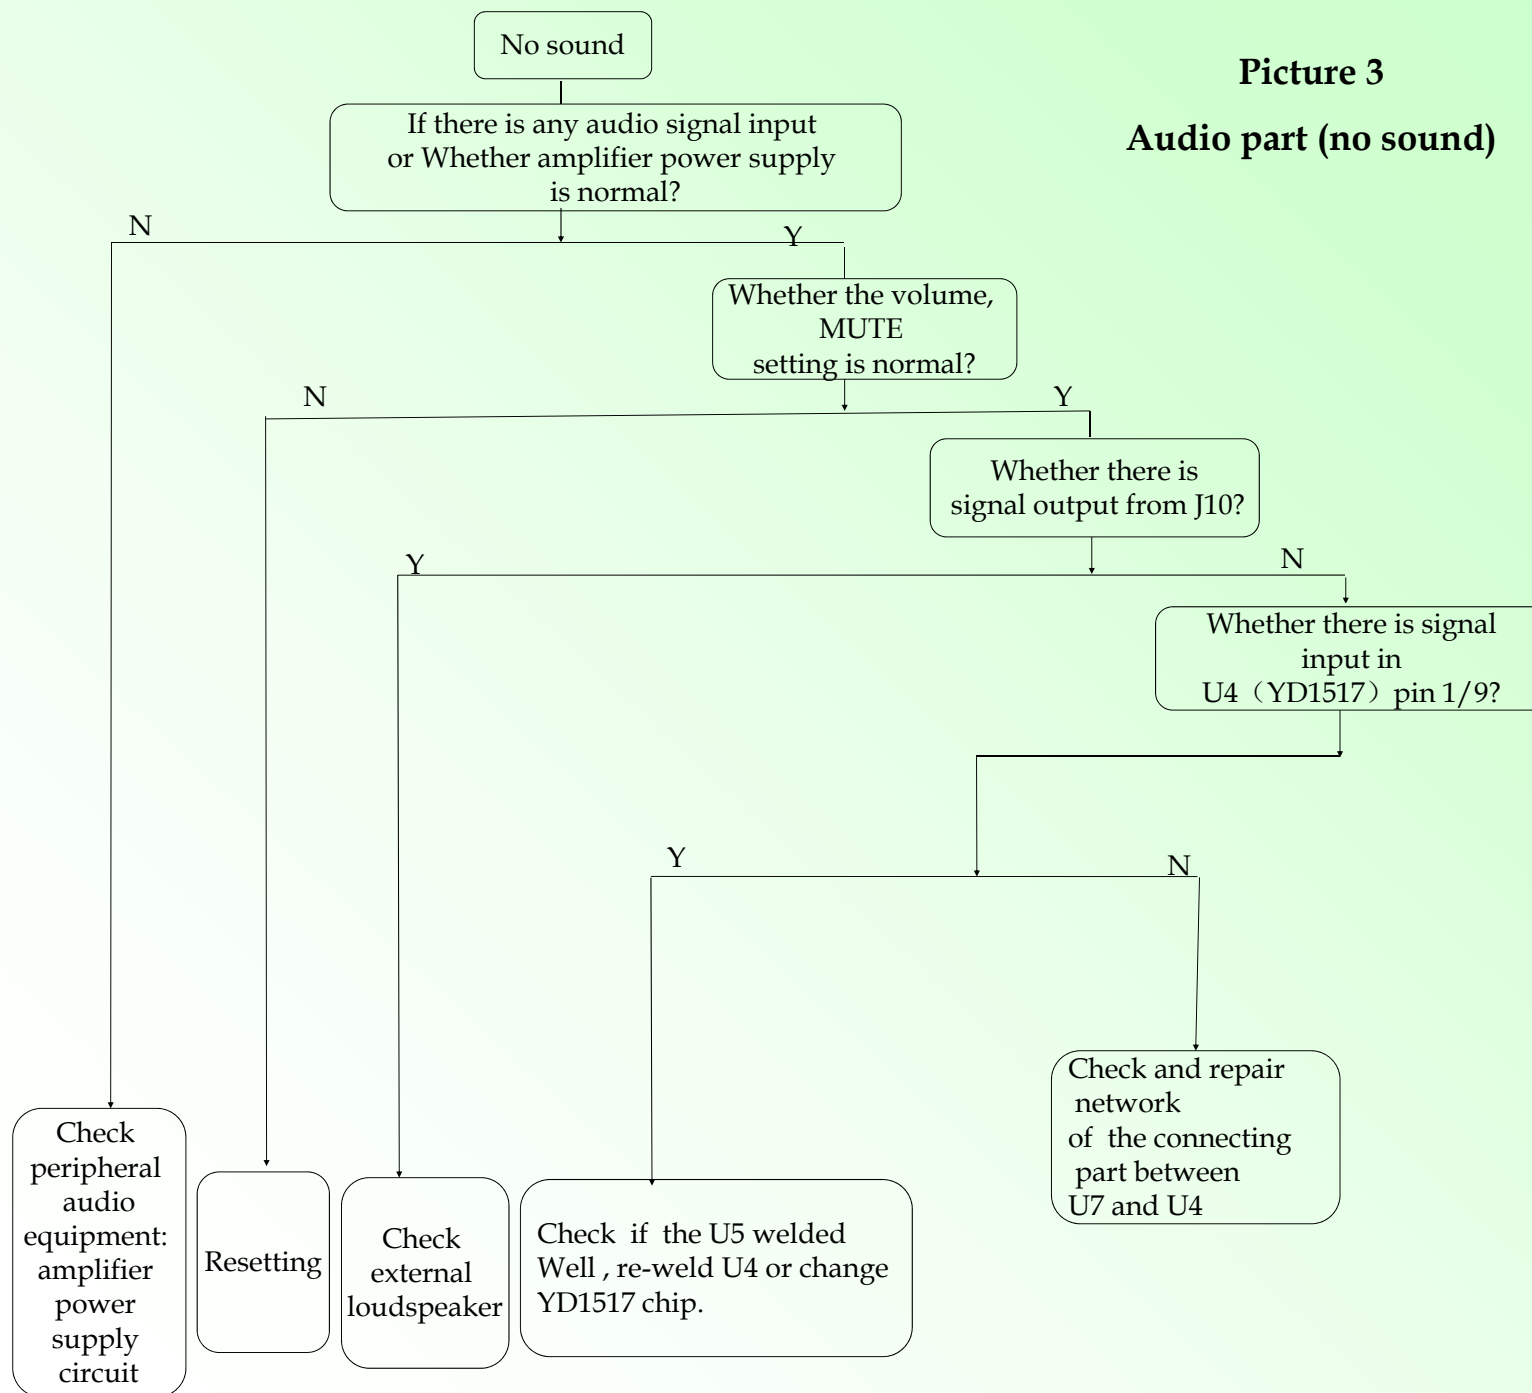 No sound
Picture 3
Audio part (no sound)
If there is any audio signal input
or Whether amplifier power supply
is normal?
N
Y
Whether the volume,
MUTE
setting is normal?
N
Y
Whether there is
signal output from J10?
Y
N
Whether there is signal
input in
U4（YD1517）pin 1/9?
Y
N
Check
peripheral
audio
equipment:
amplifier
power
supply
circuit
Resetting
Check
external
loudspeaker
Check if the U5 welded
Well , re-weld U4 or change
YD1517 chip.
Check and repair
network
of the connecting
part between
U7 and U4